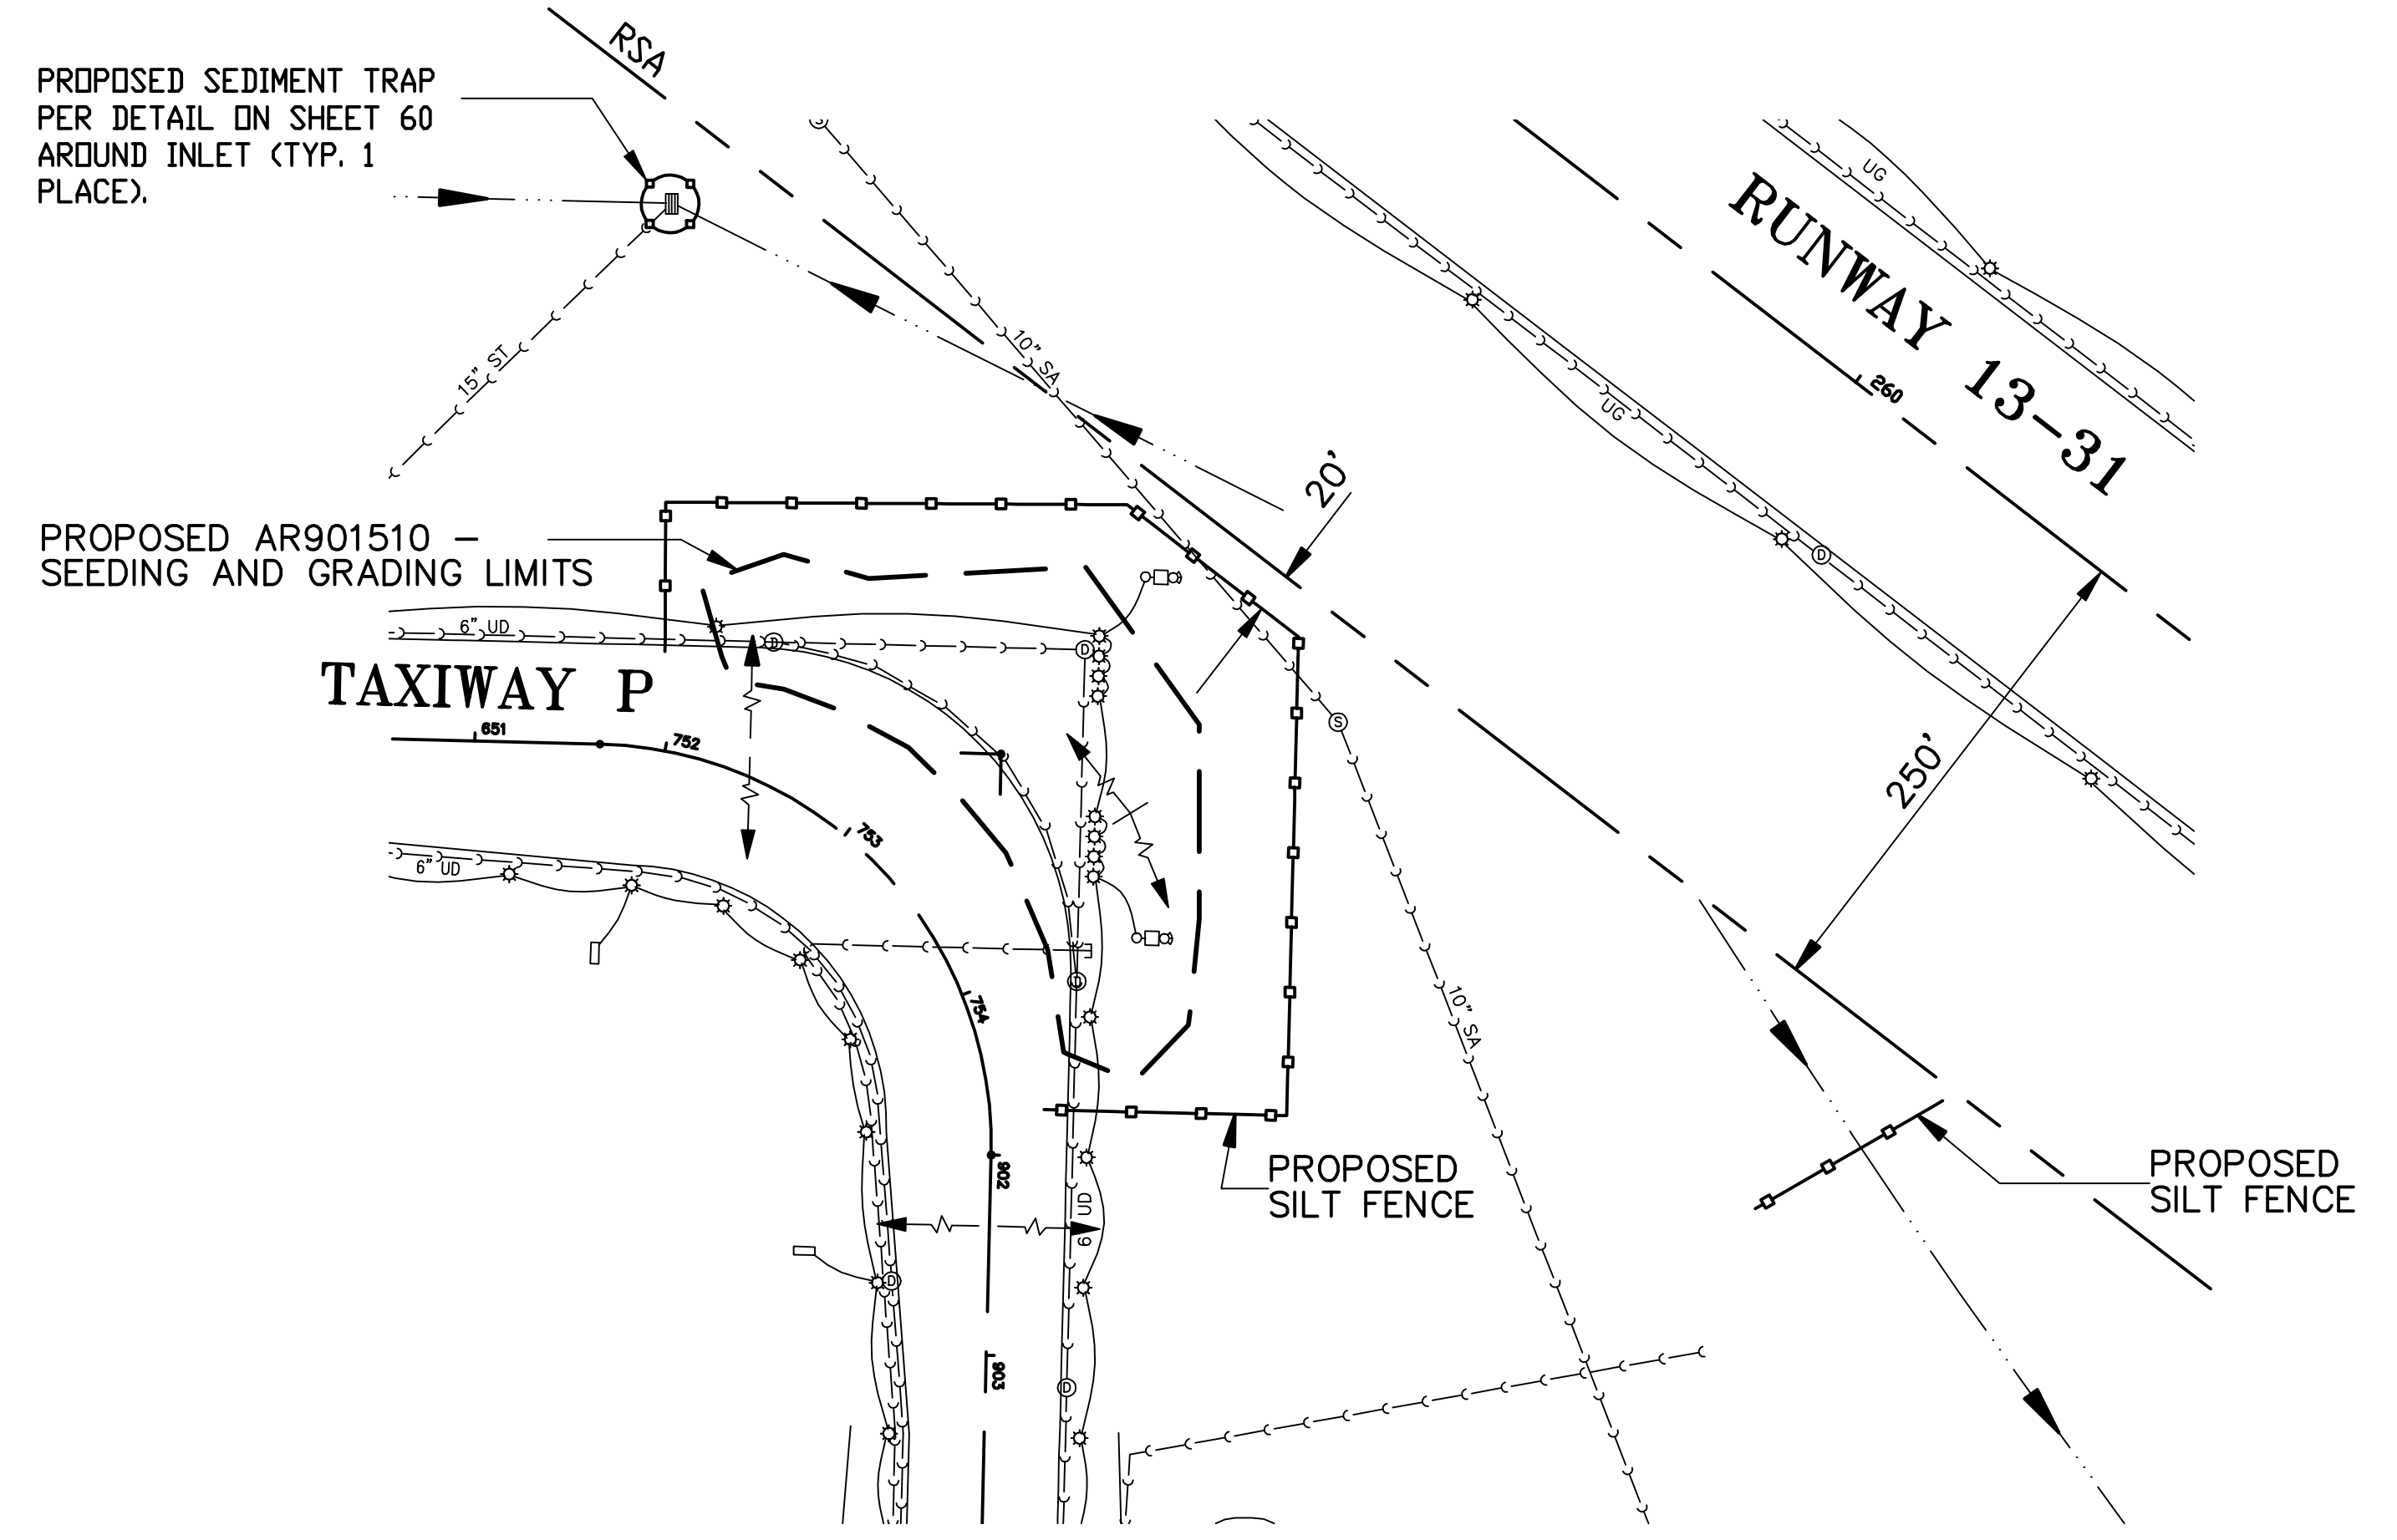 RSA
PROPOSED SEDIMENT TRAP
PER DETAIL ON SHEET 60
AROUND INLET (TYP. 1
PLACE).
S
UG
RUNWAY 13-31
10" SA
15" ST
260
UG
20'
PROPOSED AR901510 -
SEEDING AND GRADING LIMITS
D
6" UD
D
D
TAXIWAY P
S
651
752
250'
753
6" UD
D
754
10" SA
PROPOSED
SILT FENCE
PROPOSED
SILT FENCE
902
6 UD
D
903
D